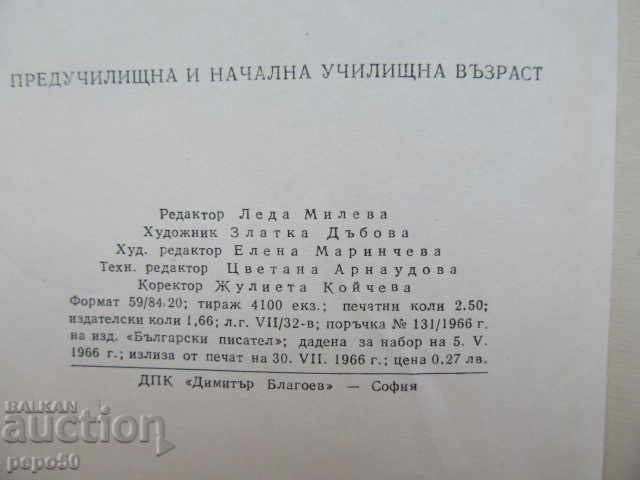 ПРЕДУЧИЛИЩНА И НАЧАЛНА УЧИЛИЩНА ВЪЗРАСТ
Редактор Леда Милева
Художник Златка Дъбова
Худ. редактор Елена Маринчева
Техн. редактор Цветана Арнаудова
Коректор Жулиета Койчева
Формат 59/84.20; тираж 4100 екз.; печатни коли 2.50;
издателски коли 1,66; л.г. VII/32-в; поръчка № 131/1966 г.
на изд. «Български писател»; дадена за набор на 5. V.
1966 г.; излиза от печат на 30. VII. 1966 г.; цена 0.27 лв.
ДПК «Димитър Благоев» — София
BALKAN
auction
pepo50